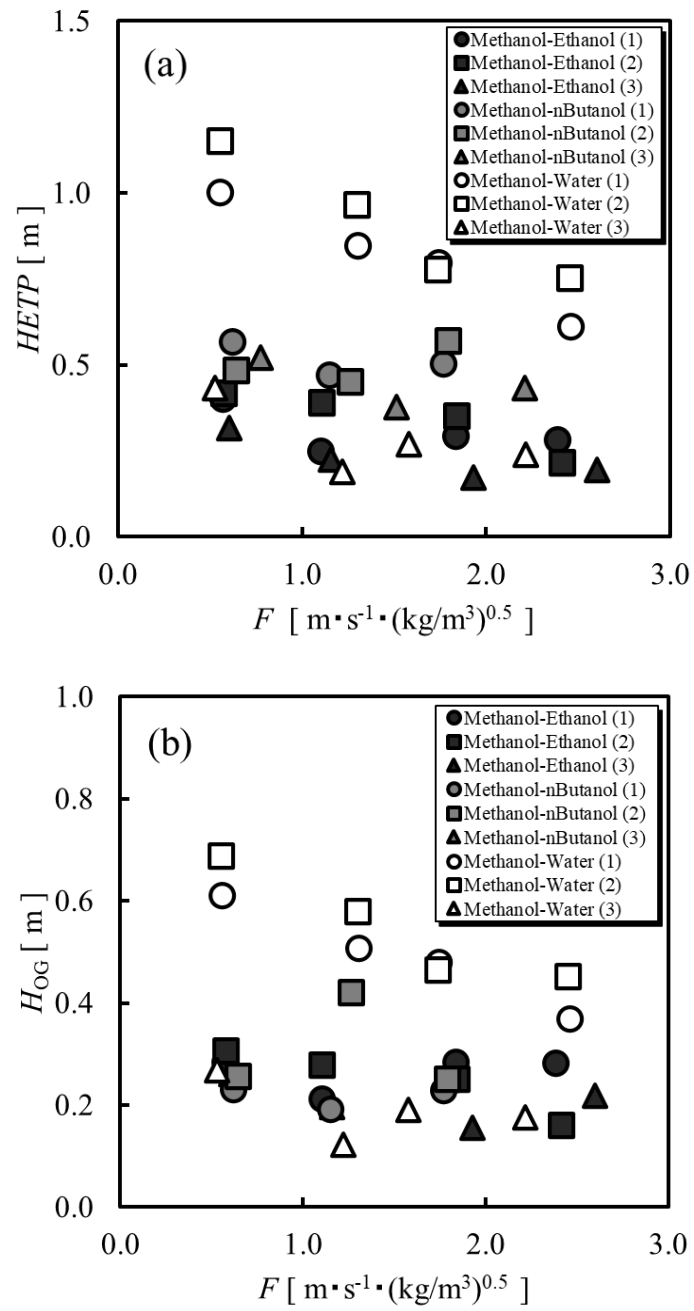 (a)
Methanol-Ethanol (1)
Methanol-Ethanol (2)
Methanol-Ethanol (3)
Methanol-nButanol (1)
Methanol-nButanol (2)
Methanol-nButanol (3)
Methanol-Water (1)
Methanol-Water (2)
Methanol-Water (3)
1.5
1.0
0.5
0.0
HETP [ m ]
0.0 1.0 2.0 3.0
F [ m・s⁻¹・(kg/m³)⁰·⁵ ]
(b)
Methanol-Ethanol (1)
Methanol-Ethanol (2)
Methanol-Ethanol (3)
Methanol-nButanol (1)
Methanol-nButanol (2)
Methanol-nButanol (3)
Methanol-Water (1)
Methanol-Water (2)
Methanol-Water (3)
1.0
0.8
0.6
0.4
0.2
0.0
H_OG [ m ]
0.0 1.0 2.0 3.0
F [ m・s⁻¹・(kg/m³)⁰·⁵ ]